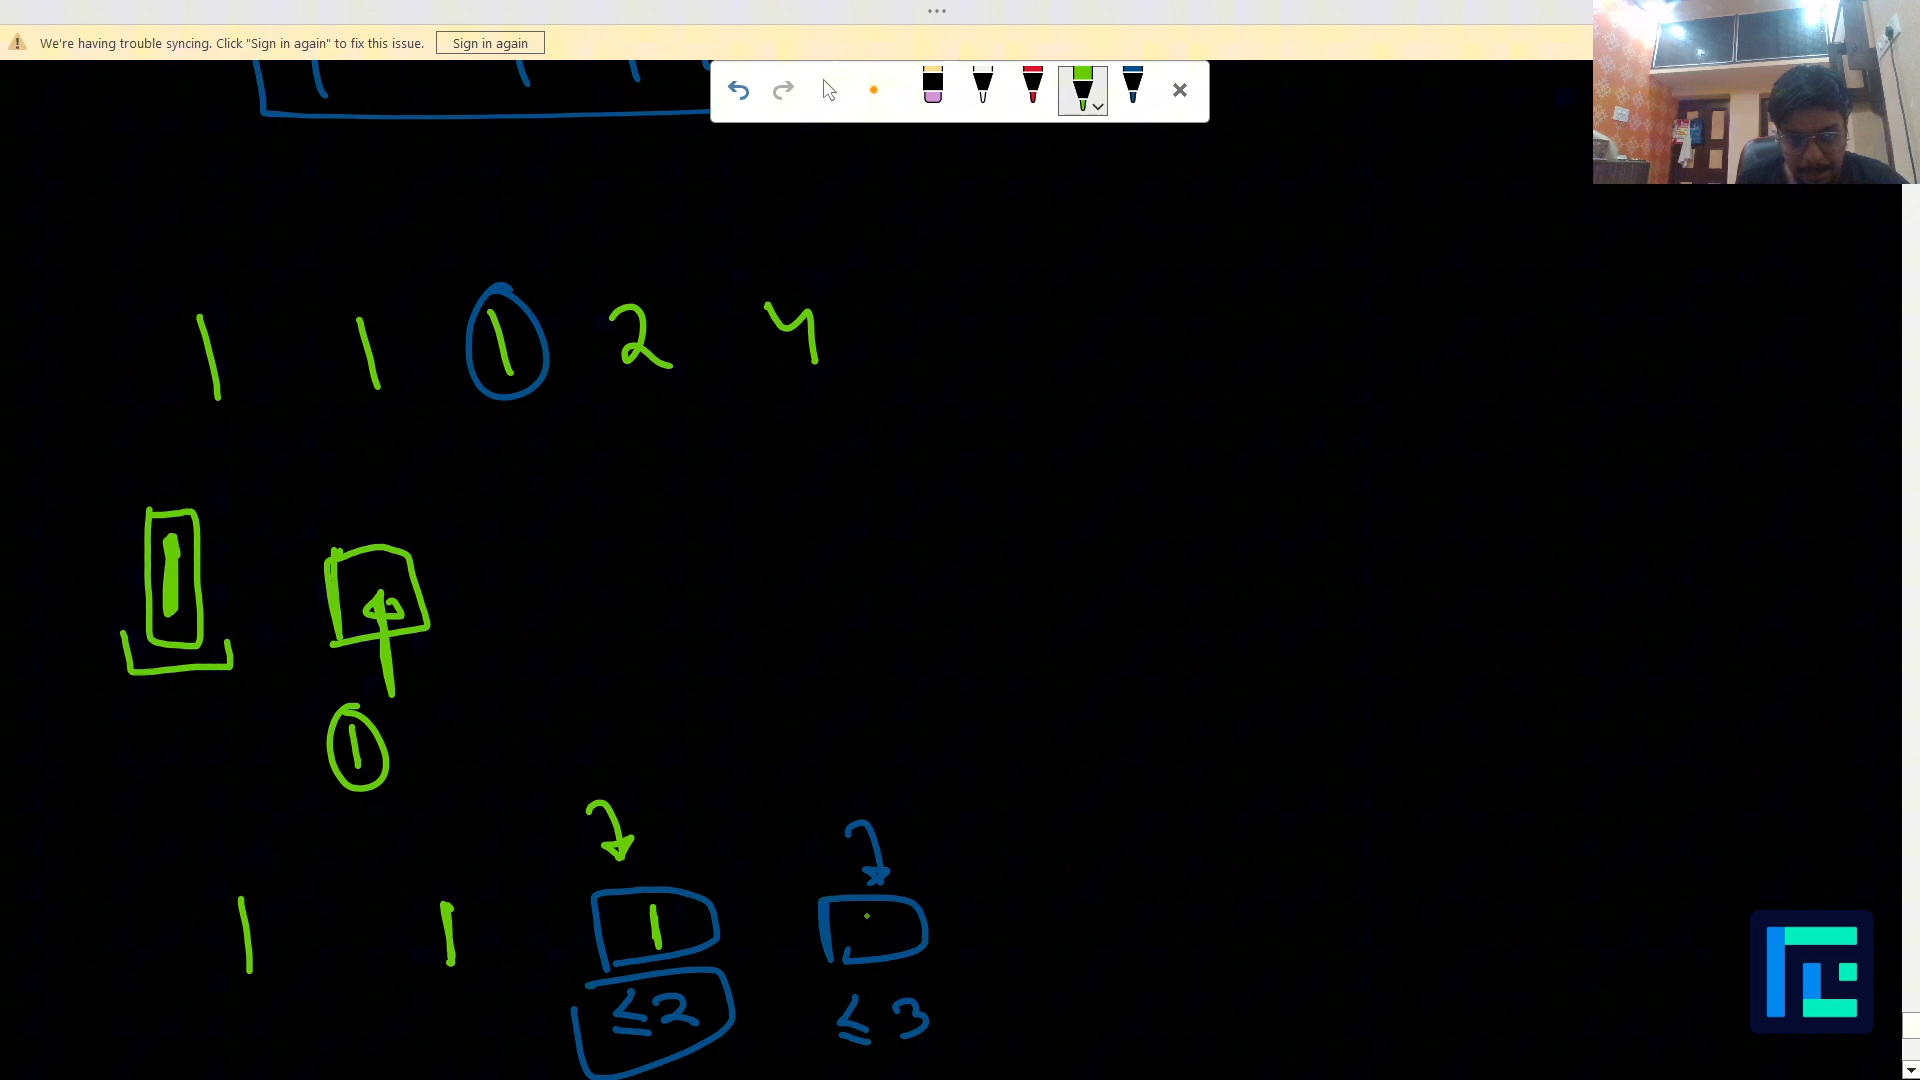 We're having trouble syncing. Click "Sign in again" to fix this issue. Sign in again
1 1 1 2 4
1
1
1 1 1
≤2 ≤3